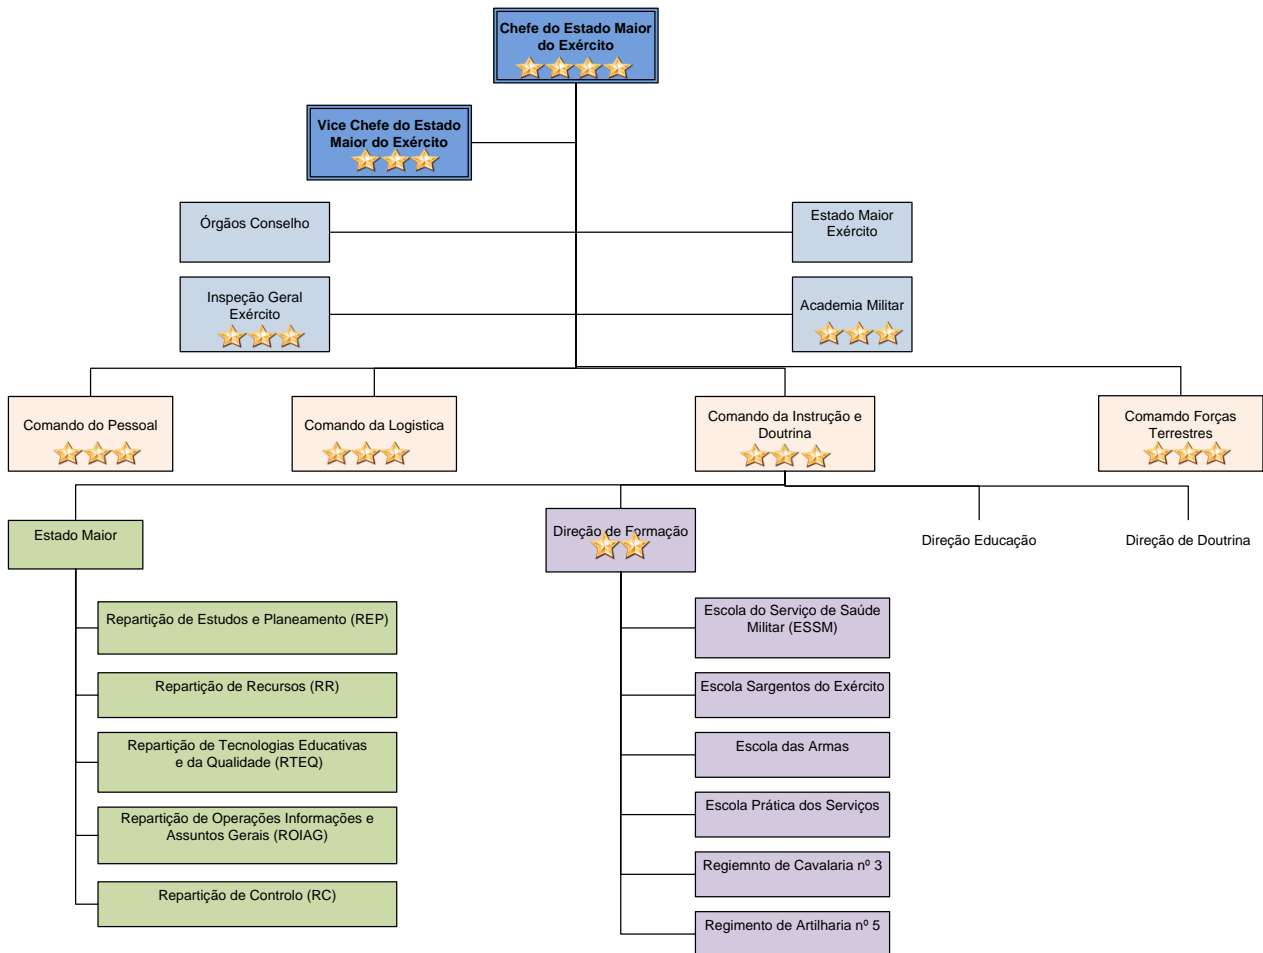 Chefe do Estado Maior
do Exército
Vice Chefe do Estado
Maior do Exército
Órgãos Conselho
Estado Maior
Exército
Inspeção Geral
Exército
Academia Militar
Comando do Pessoal
Comando da Logistica
Comando da Instrução e
Doutrina
Comamdo Forças
Terrestres
Estado Maior
Direção de Formação
Direção Educação
Direção de Doutrina
Repartição de Estudos e Planeamento (REP)
Repartição de Recursos (RR)
Repartição de Tecnologias Educativas
e da Qualidade (RTEQ)
Repartição de Operações Informações e
Assuntos Gerais (ROIAG)
Repartição de Controlo (RC)
Escola do Serviço de Saúde
Militar (ESSM)
Escola Sargentos do Exército
Escola das Armas
Escola Prática dos Serviços
Regiemnto de Cavalaria nº 3
Regimento de Artilharia nº 5